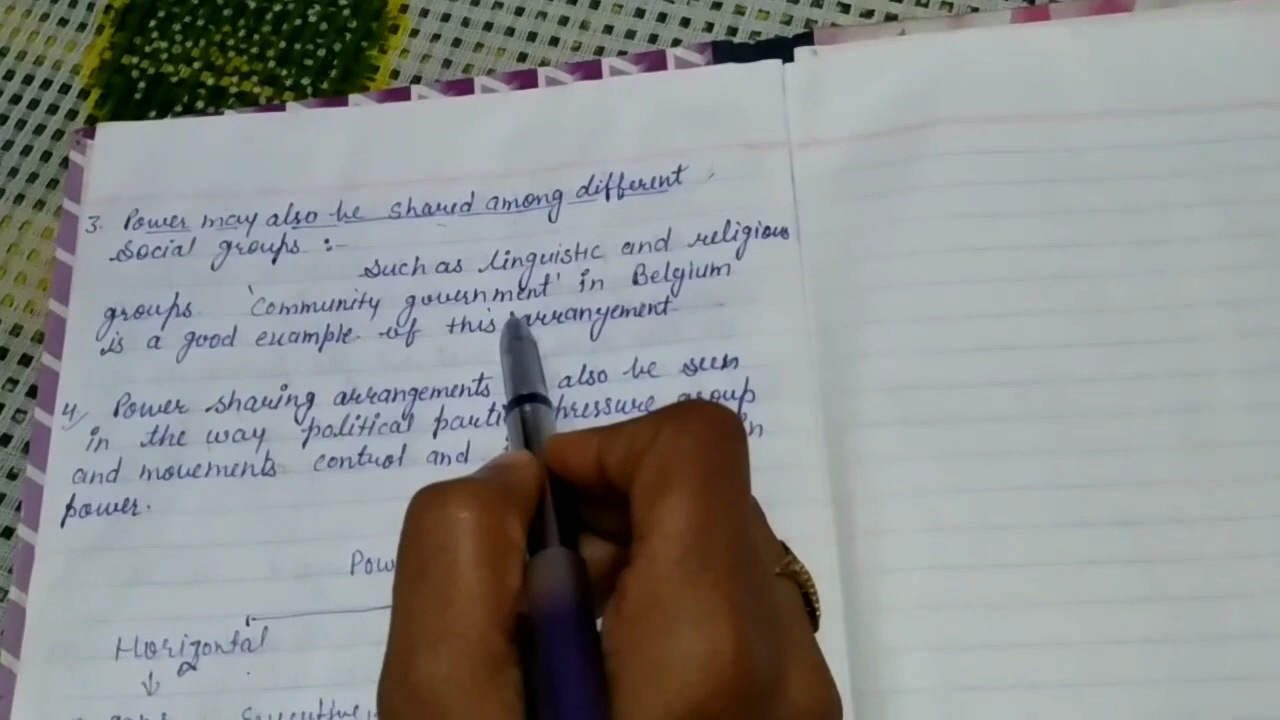 3. Power may also be shared among different
social groups :-
such as linguistic and religious
groups. 'Community government' in Belgium
is a good example of this arrangement
4) Power sharing arrangements also be seen
in the way political pressure group
and movements control and
power.
Horizontal
↓